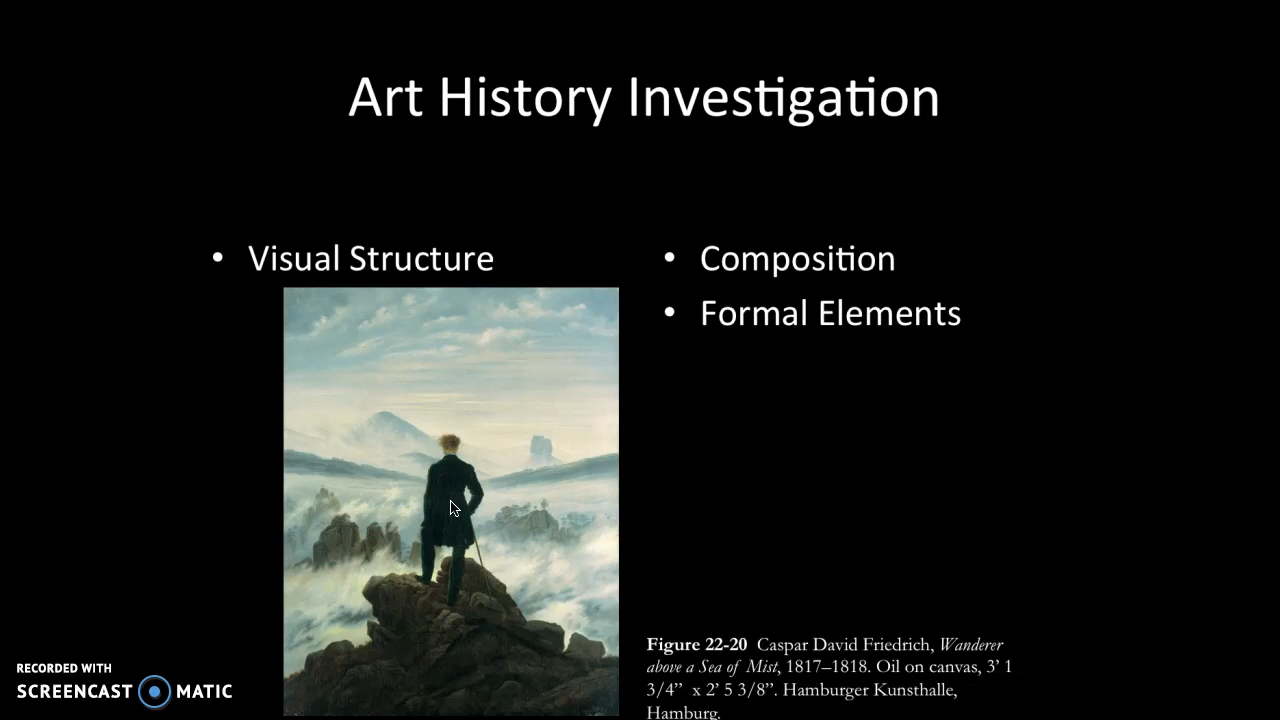 Art History Investigation
• Visual Structure
• Composition
• Formal Elements
Figure 22-20 Caspar David Friedrich, Wanderer
above a Sea of Mist, 1817–1818. Oil on canvas, 3’ 1
3/4” x 2’ 5 3/8”. Hamburger Kunsthalle,
Hamburg.
RECORDED WITH
SCREENCAST MATIC